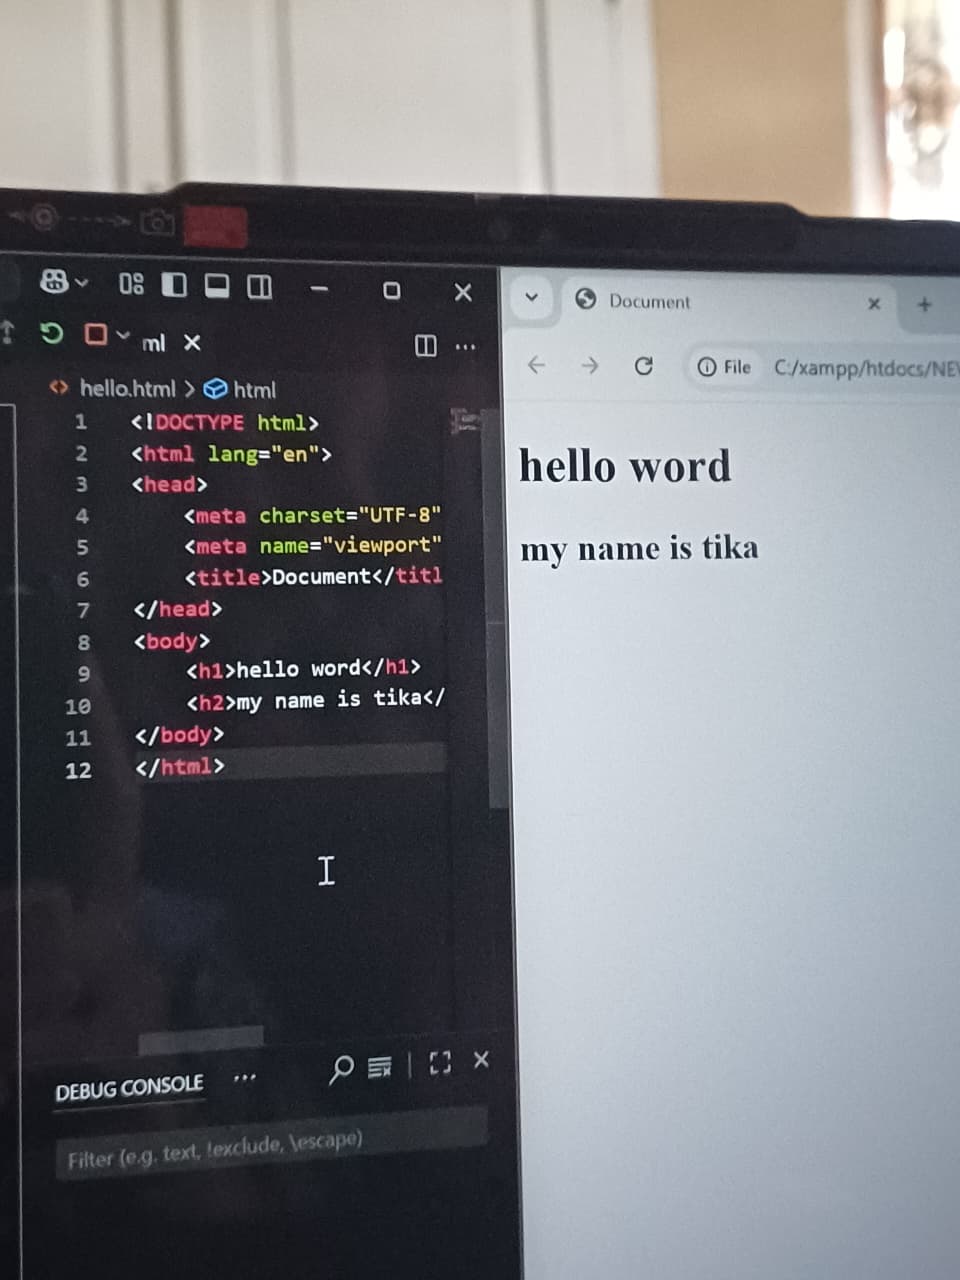 Document
ml
File C:/xampp/htdocs/NEW
hello.html > html
1 <!DOCTYPE html>
2 <html lang="en">
3 <head>
4 <meta charset="UTF-8"
5 <meta name="viewport"
6 <title>Document</titl
7 </head>
8 <body>
9 <h1>hello word</h1>
10 <h2>my name is tika</
11 </body>
12 </html>
DEBUG CONSOLE
Filter (e.g. text, !exclude, \escape)
hello word
my name is tika